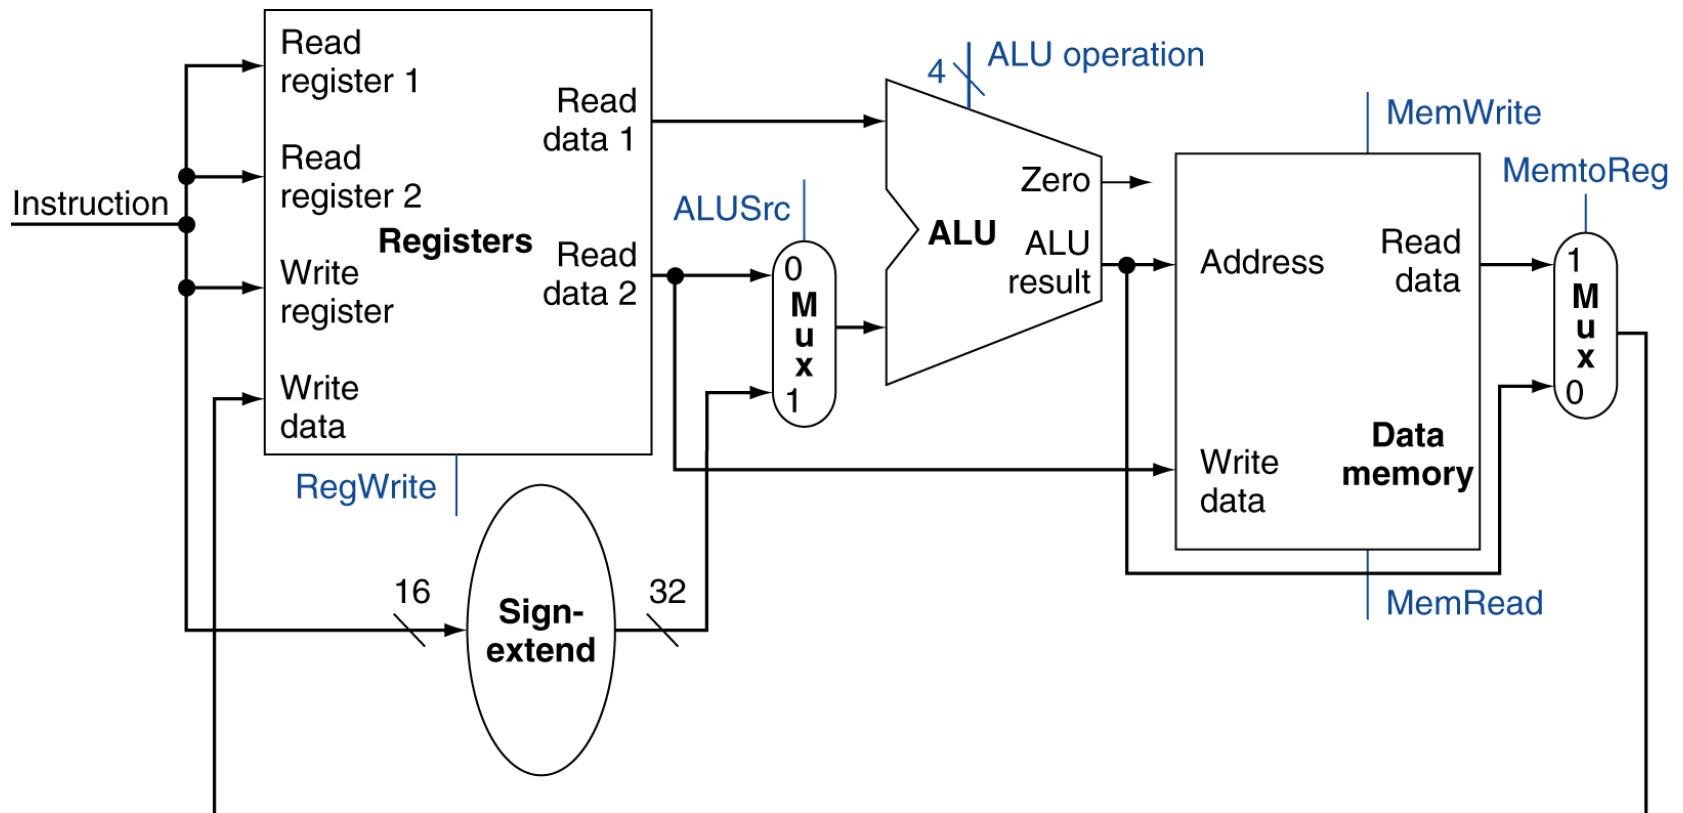 Instruction
Read
register 1
Read
register 2
Write
register
Write
data
Registers
Read
data 1
Read
data 2
RegWrite
16
Sign-
extend
32
ALUSrc
0
M
u
x
1
4
ALU operation
Zero
ALU
ALU
result
MemWrite
Address
Read
data
Write
data
Data
memory
MemRead
MemtoReg
1
M
u
x
0